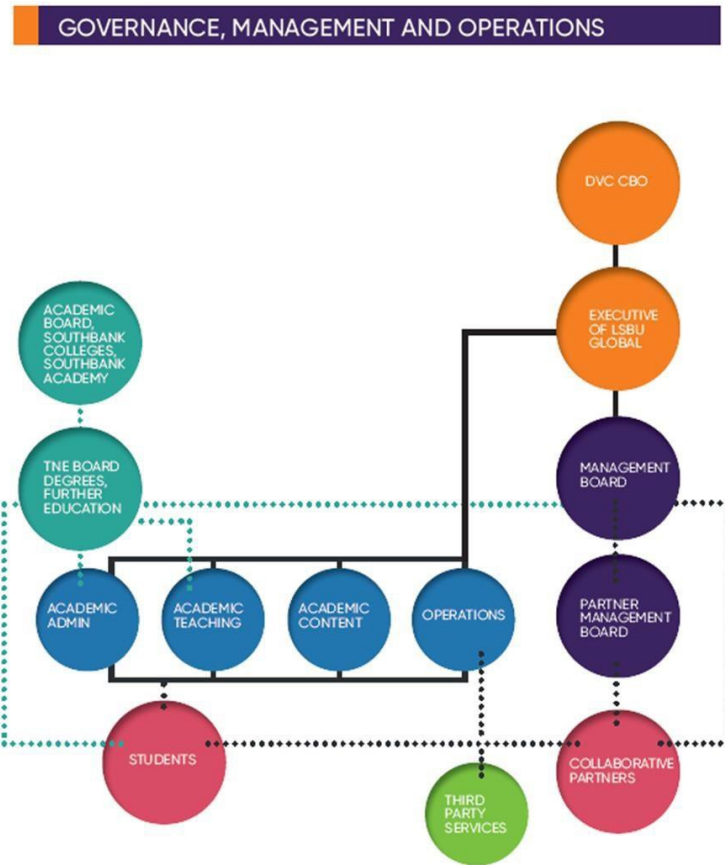 GOVERNANCE, MANAGEMENT AND OPERATIONS
DVC CBO
EXECUTIVE
OF LSBU
GLOBAL
ACADEMIC
BOARD,
SOUTHBANK
COLLEGES,
SOUTHBANK
ACADEMY
TNE BOARD
DEGREES,
FURTHER
EDUCATION
MANAGEMENT
BOARD
ACADEMIC
ADMIN
ACADEMIC
TEACHING
ACADEMIC
CONTENT
OPERATIONS
PARTNER
MANAGEMENT
BOARD
STUDENTS
COLLABORATIVE
PARTNERS
THIRD
PARTY
SERVICES